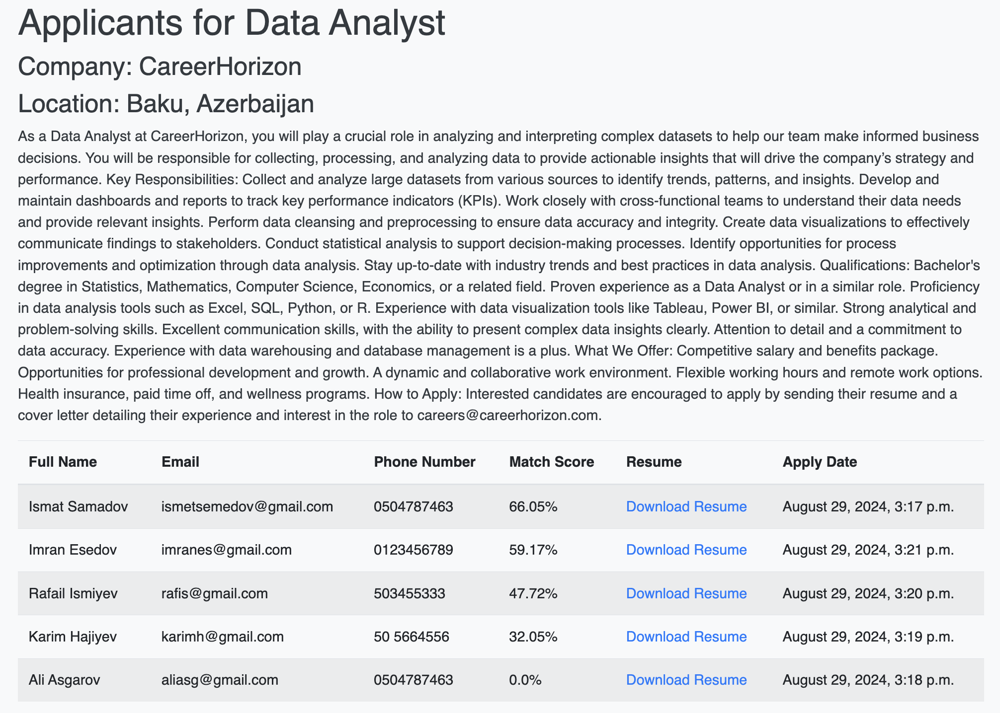 Applicants for Data Analyst
Company: CareerHorizon
Location: Baku, Azerbaijan
As a Data Analyst at CareerHorizon, you will play a crucial role in analyzing and interpreting complex datasets to help our team make informed business
decisions. You will be responsible for collecting, processing, and analyzing data to provide actionable insights that will drive the company’s strategy and
performance. Key Responsibilities: Collect and analyze large datasets from various sources to identify trends, patterns, and insights. Develop and
maintain dashboards and reports to track key performance indicators (KPIs). Work closely with cross-functional teams to understand their data needs
and provide relevant insights. Perform data cleansing and preprocessing to ensure data accuracy and integrity. Create data visualizations to effectively
communicate findings to stakeholders. Conduct statistical analysis to support decision-making processes. Identify opportunities for process
improvements and optimization through data analysis. Stay up-to-date with industry trends and best practices in data analysis. Qualifications: Bachelor's
degree in Statistics, Mathematics, Computer Science, Economics, or a related field. Proven experience as a Data Analyst or in a similar role. Proficiency
in data analysis tools such as Excel, SQL, Python, or R. Experience with data visualization tools like Tableau, Power BI, or similar. Strong analytical and
problem-solving skills. Excellent communication skills, with the ability to present complex data insights clearly. Attention to detail and a commitment to
data accuracy. Experience with data warehousing and database management is a plus. What We Offer: Competitive salary and benefits package.
Opportunities for professional development and growth. A dynamic and collaborative work environment. Flexible working hours and remote work options.
Health insurance, paid time off, and wellness programs. How to Apply: Interested candidates are encouraged to apply by sending their resume and a
cover letter detailing their experience and interest in the role to careers@careerhorizon.com.
Full Name Email Phone Number Match Score Resume Apply Date
Ismat Samadov ismetsemedov@gmail.com 0504787463 66.05% Download Resume August 29, 2024, 3:17 p.m.
Imran Esedov imranes@gmail.com 0123456789 59.17% Download Resume August 29, 2024, 3:21 p.m.
Rafail Ismiyev rafis@gmail.com 503455333 47.72% Download Resume August 29, 2024, 3:20 p.m.
Karim Hajiyev karimh@gmail.com 50 5664556 32.05% Download Resume August 29, 2024, 3:19 p.m.
Ali Asgarov aliasg@gmail.com 0504787463 0.0% Download Resume August 29, 2024, 3:18 p.m.